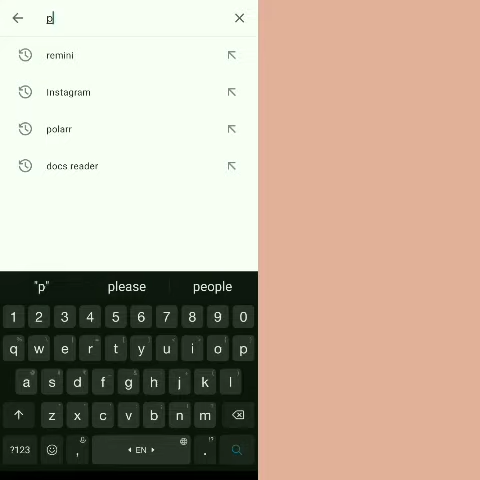 p
remini
Instagram
polarr
docs reader
"p" please people
1 2 3 4 5 6 7 8 9 0
q w e r t y u i o p
a s d f g h j k l
z x c v b n m
?123 , EN . !?